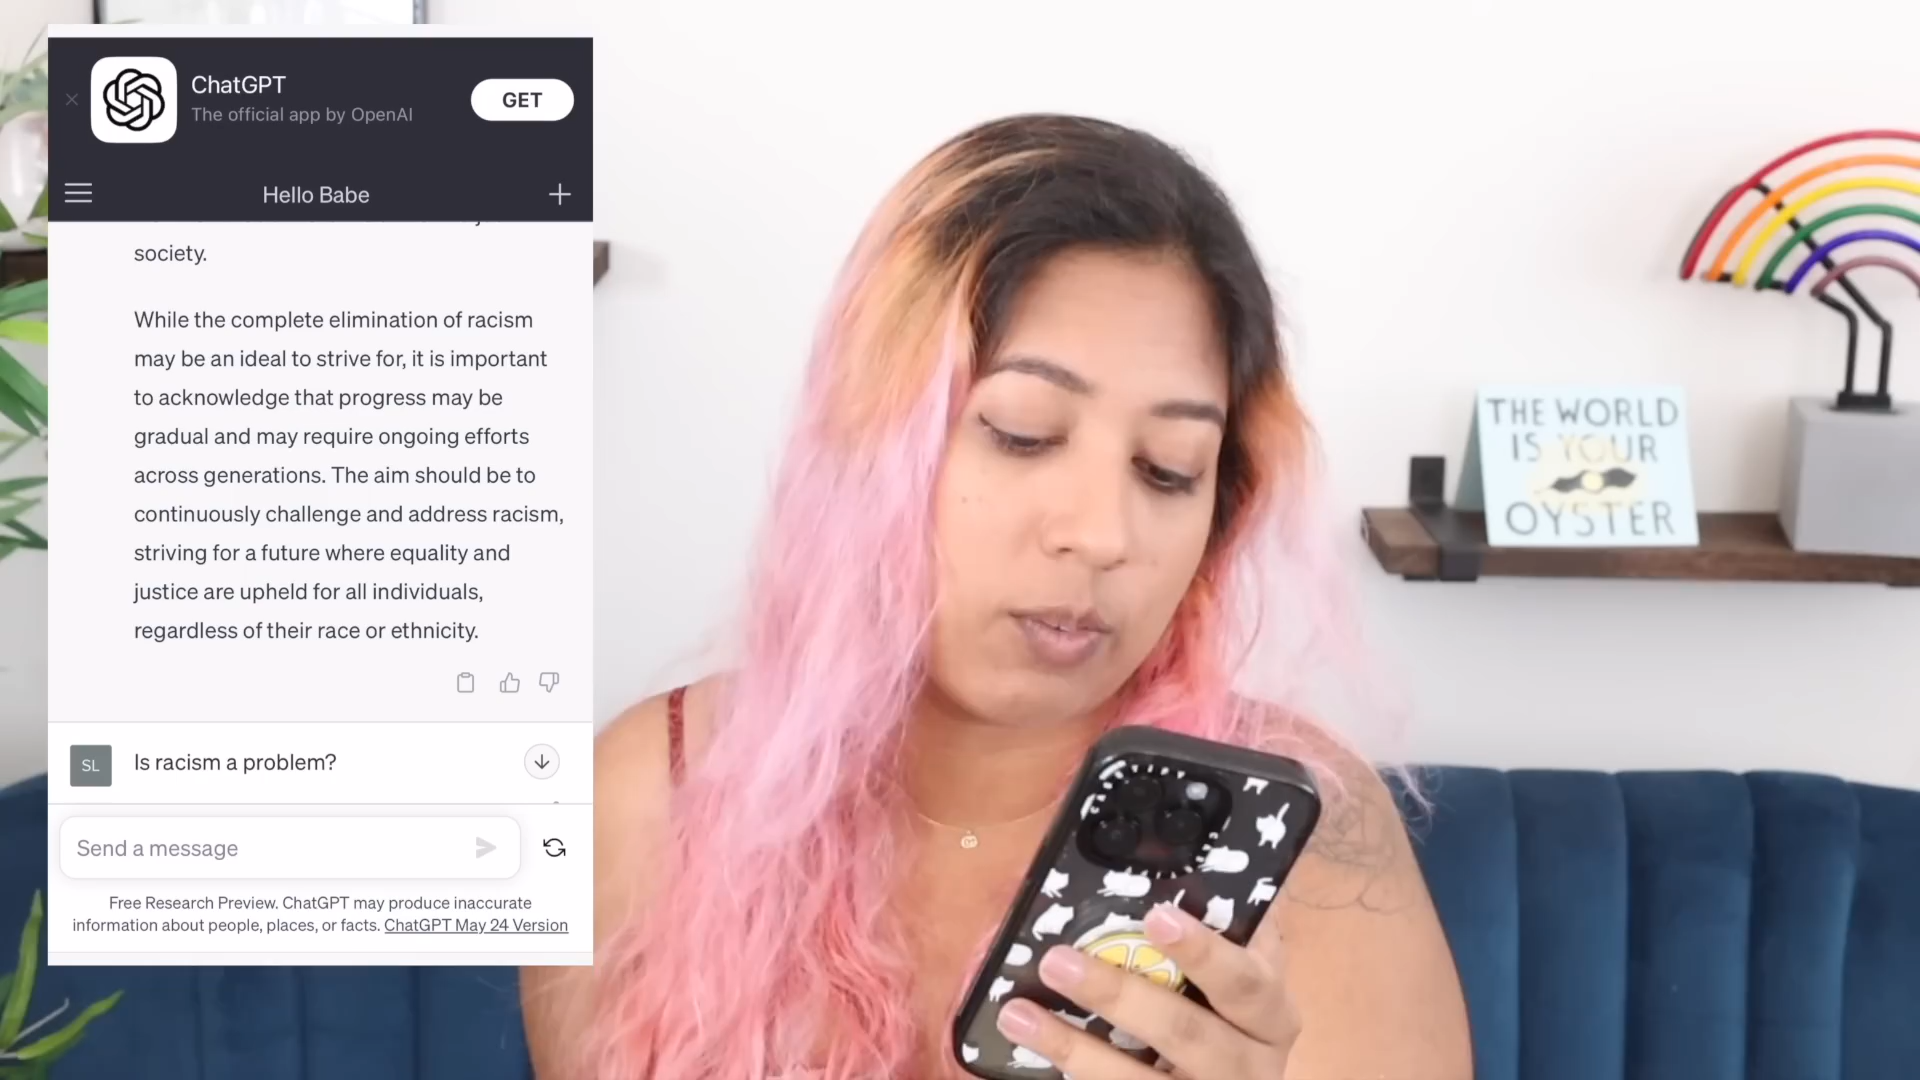 ChatGPT
The official app by OpenAI
GET
Hello Babe
society.
While the complete elimination of racism
may be an ideal to strive for, it is important
to acknowledge that progress may be
gradual and may require ongoing efforts
across generations. The aim should be to
continuously challenge and address racism,
striving for a future where equality and
justice are upheld for all individuals,
regardless of their race or ethnicity.
SL
Is racism a problem?
Send a message
Free Research Preview. ChatGPT may produce inaccurate
information about people, places, or facts. ChatGPT May 24 Version
THE WORLD
IS YOUR
OYSTER